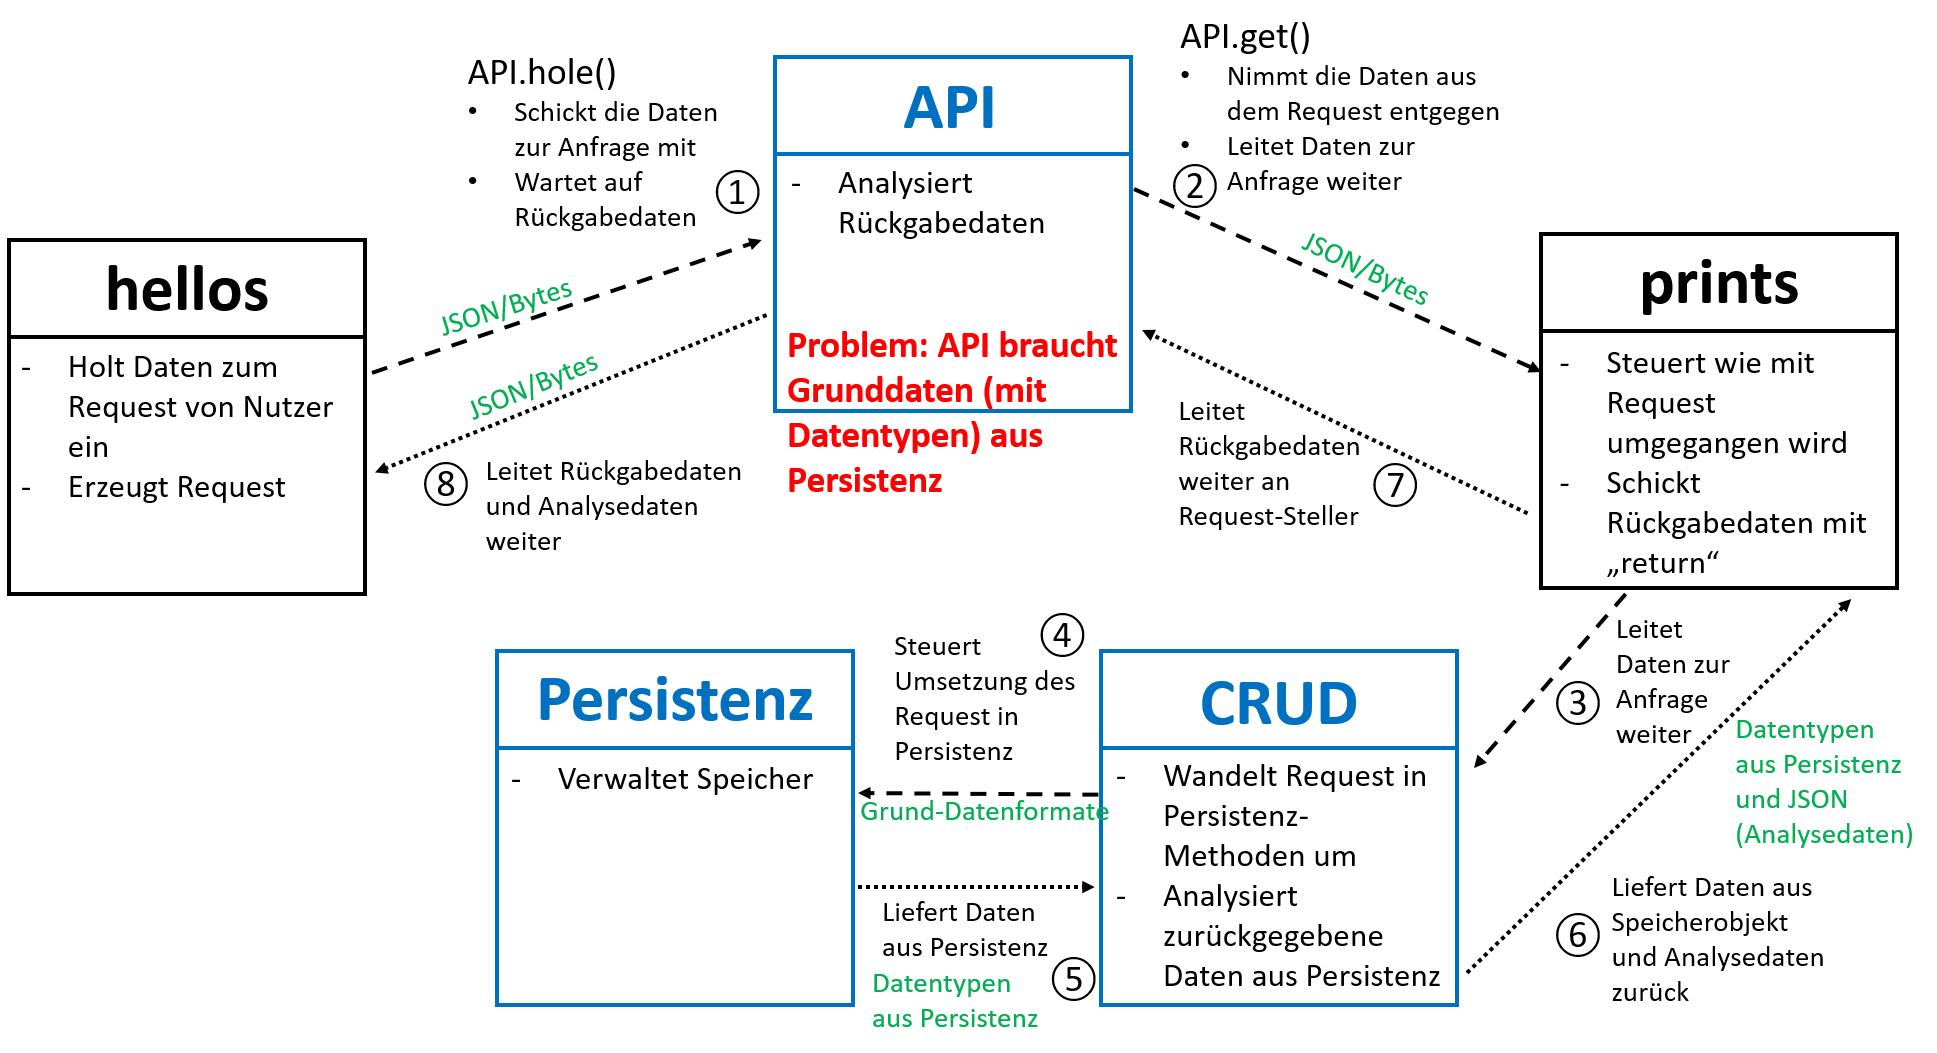 API.hole()
• Schickt die Daten
zur Anfrage mit
• Wartet auf
Rückgabedaten
1
API
- Analysiert
Rückgabedaten
Problem: API braucht
Grunddaten (mit
Datentypen) aus
Persistenz
API.get()
• Nimmt die Daten aus
dem Request entgegen
• Leitet Daten zur
Anfrage weiter
2
JSON/Bytes
hellos
- Holt Daten zum
Request von Nutzer
ein
- Erzeugt Request
JSON/Bytes
JSON/Bytes
8
Leitet Rückgabedaten
und Analysedaten
weiter
prints
- Steuert wie mit
Request
umgegangen wird
- Schickt
Rückgabedaten mit
„return“
Leitet
Rückgabedaten
weiter an
Request-Steller
7
3
Leitet
Daten zur
Anfrage
weiter
4
Steuert
Umsetzung des
Request in
Persistenz
Grund-Datenformate
Persistenz
- Verwaltet Speicher
CRUD
- Wandelt Request in
Persistenz-
Methoden um
- Analysiert
zurückgegebene
Daten aus Persistenz
Liefert Daten
aus Persistenz
Datentypen
aus Persistenz
5
Datentypen
aus Persistenz
und JSON
(Analysedaten)
6
Liefert Daten aus
Speicherobjekt
und Analysedaten
zurück